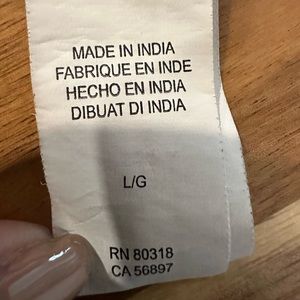 MADE IN INDIA
FABRIQUE EN INDE
HECHO EN INDIA
DIBUAT DI INDIA
L/G
RN 80318
CA 56897